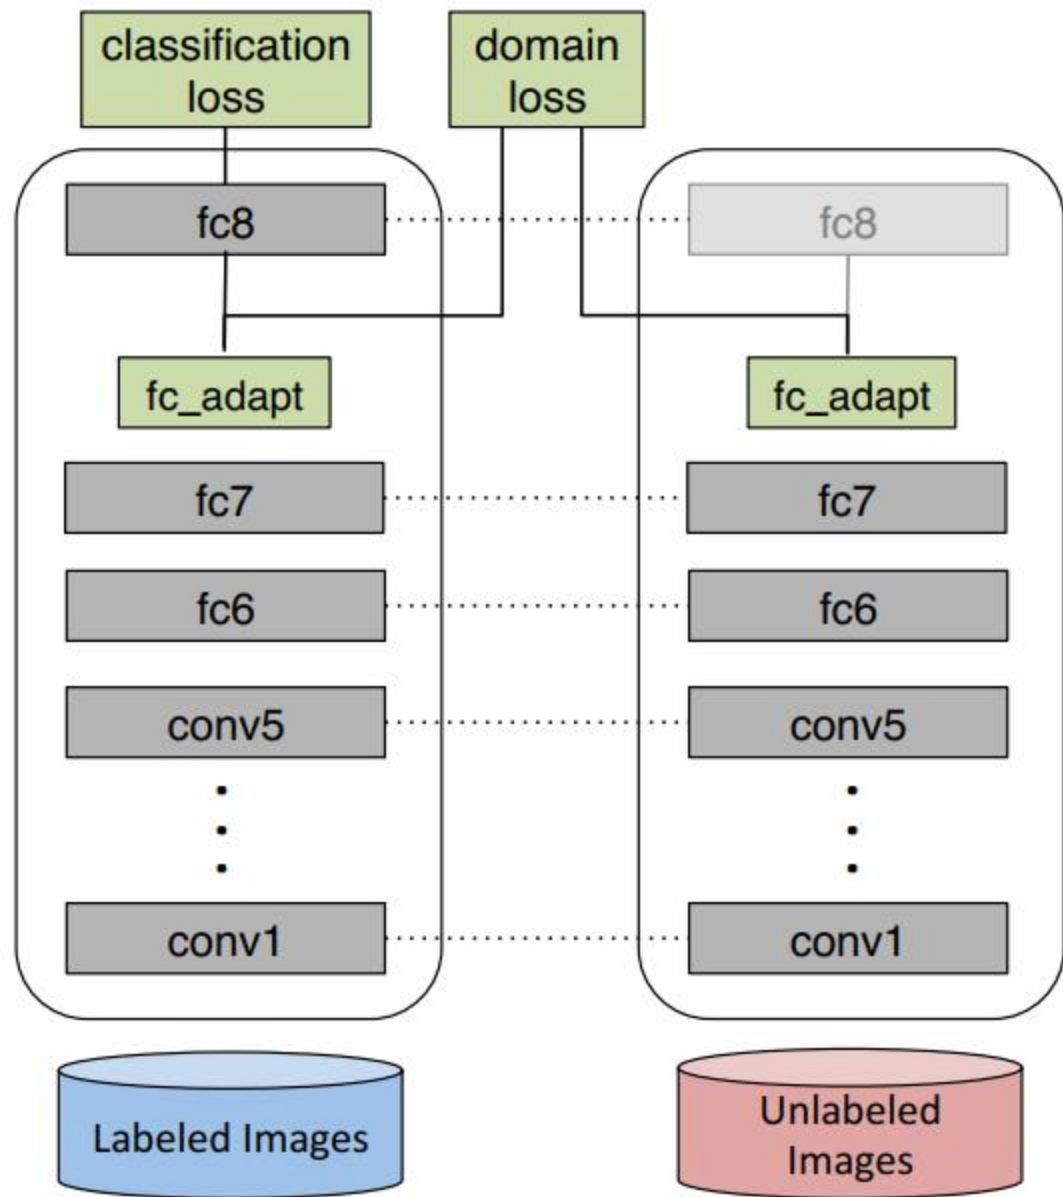 classification
loss
domain
loss
fc8
fc8
fc_adapt
fc_adapt
fc7
fc7
fc6
fc6
conv5
conv5
conv1
conv1
Labeled Images
Unlabeled
Images